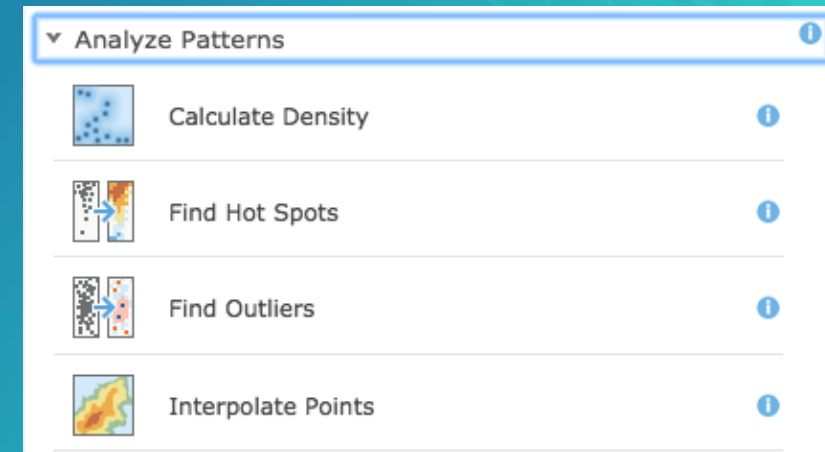 Analyze Patterns
Calculate Density
Find Hot Spots
Find Outliers
Interpolate Points